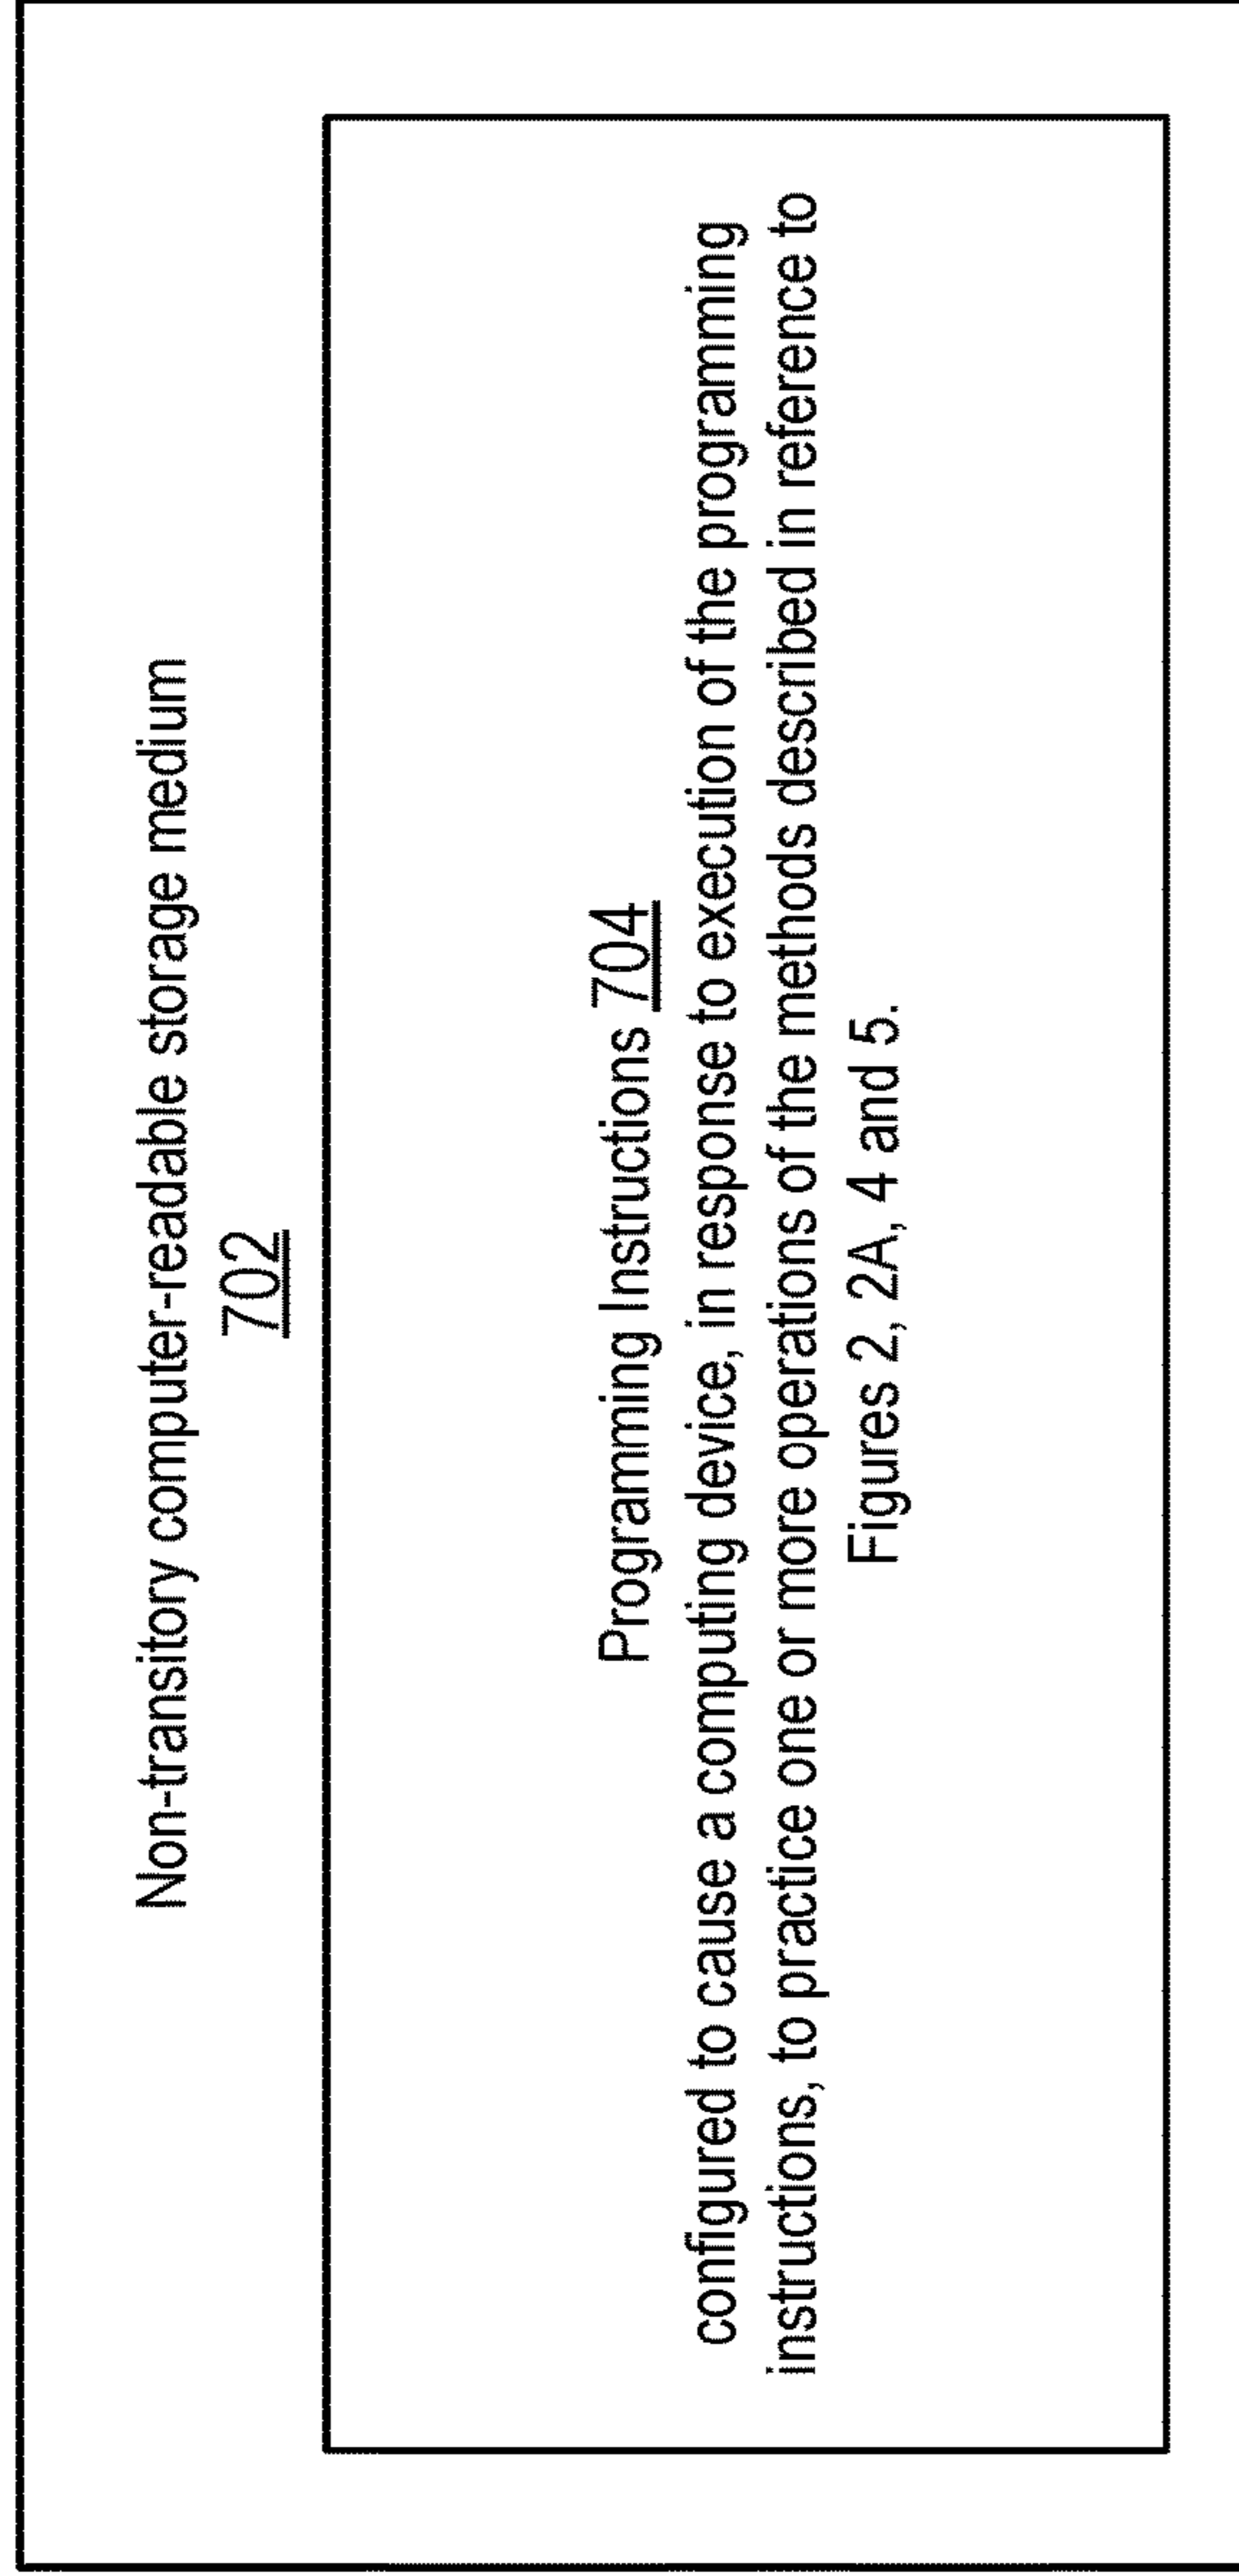 Non-transitory computer-readable storage medium
702
Programming Instructions 704
configured to cause a computing device, in response to execution of the programming
instructions, to practice one or more operations of the methods described in reference to
Figures 2, 2A, 4 and 5.